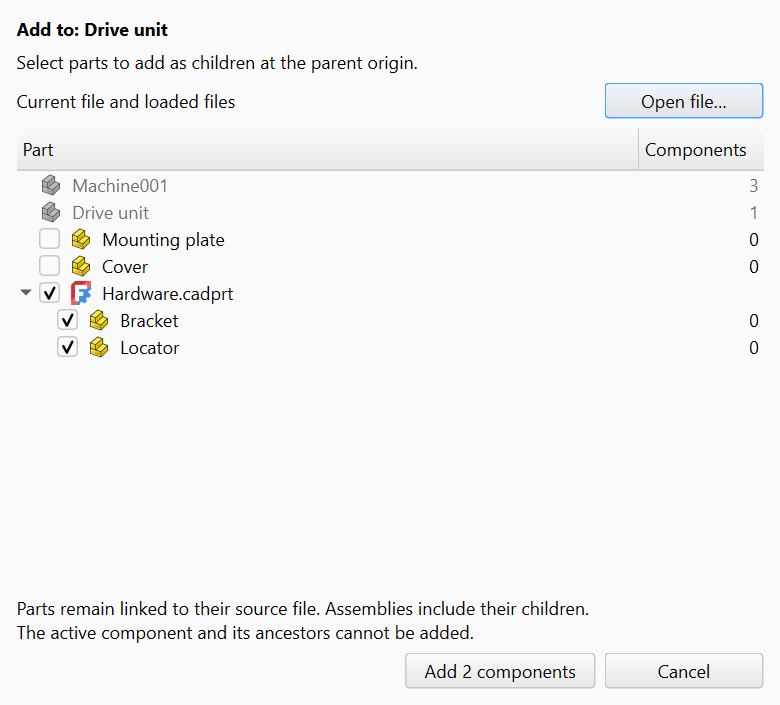 Add to: Drive unit
Select parts to add as children at the parent origin.
Current file and loaded files
Open file...
Part Components
Machine001 3
Drive unit 1
Mounting plate 0
Cover 0
Hardware.cadprt
Bracket 0
Locator 0
Parts remain linked to their source file. Assemblies include their children.
The active component and its ancestors cannot be added.
Add 2 components Cancel